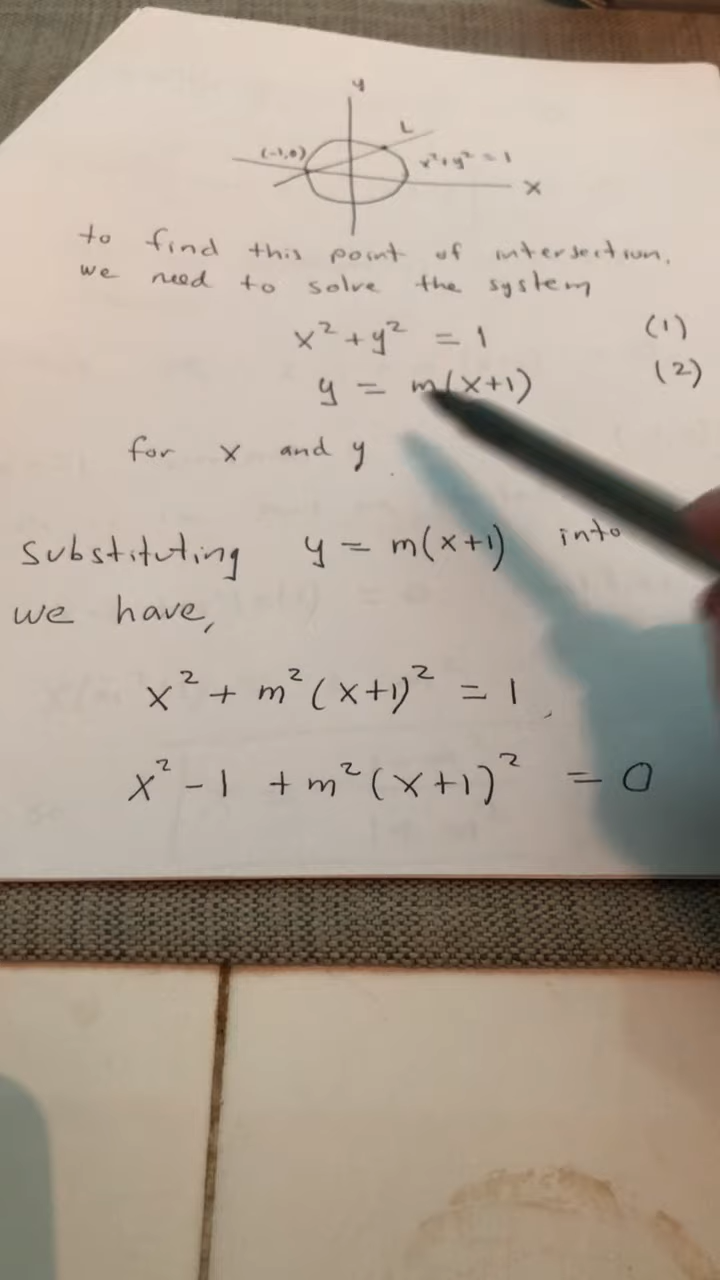 y
L
(-1,0)
x²+y² = 1
x
to find this point of intersection,
we need to solve the system
x²+y² = 1 (1)
y = m(x+1) (2)
for x and y
Substituting y = m(x+1) into
we have,
x² + m²(x+1)² = 1,
x² - 1 + m²(x+1)² = 0